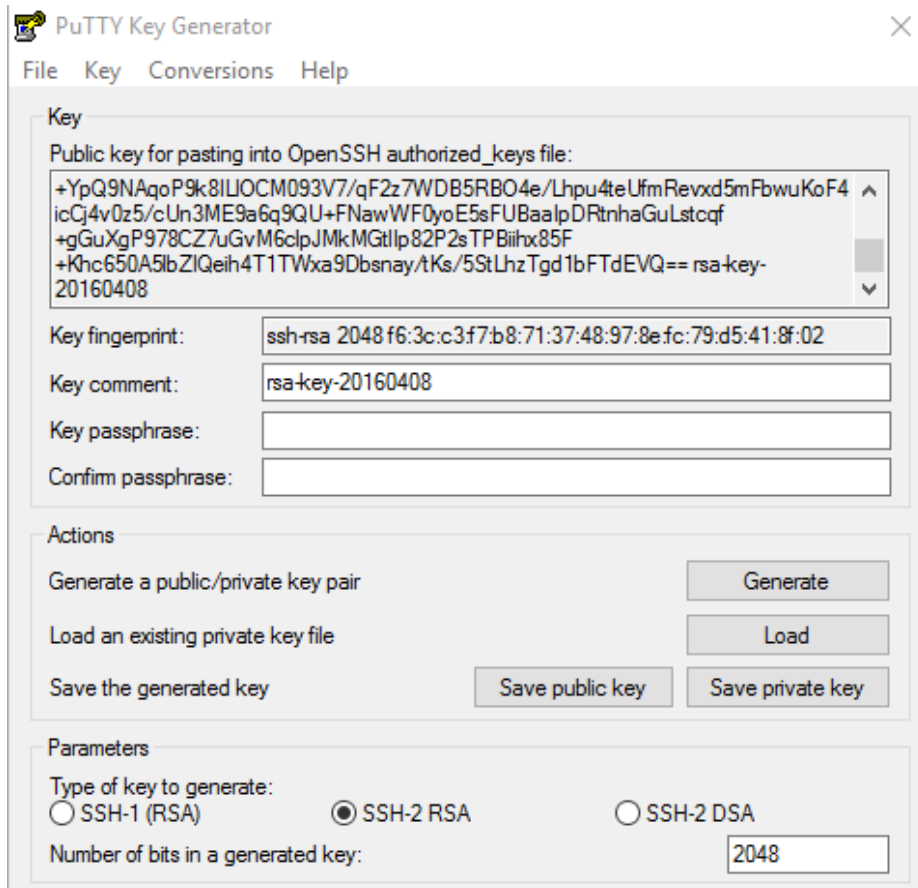 PuTTY Key Generator
File Key Conversions Help
Key
Public key for pasting into OpenSSH authorized_keys file:
+YpQ9NAqoP9k8ILIOCM093V7/qF2z7WDB5RBO4e/Lhpu4teUfmRevxd5mFbwuKoF4
icCj4v0z5/cUn3ME9a6q9QU+FNawWF0yoE5sFUBaalpDRtnhaGuLstcqf
+gGuXgP978CZ7uGvM6clpJMkMGtllp82P2sTPBiihx85F
+Khc650A5lbZIQeih4T1TWxa9Dbsnay/tKs/5StLhzTgd1bFTdEVQ== rsa-key-
20160408
Key fingerprint: ssh-rsa 2048 f6:3c:c3:f7:b8:71:37:48:97:8e:fc:79:d5:41:8f:02
Key comment: rsa-key-20160408
Key passphrase:
Confirm passphrase:
Actions
Generate a public/private key pair Generate
Load an existing private key file Load
Save the generated key Save public key Save private key
Parameters
Type of key to generate:
SSH-1 (RSA) SSH-2 RSA SSH-2 DSA
Number of bits in a generated key: 2048